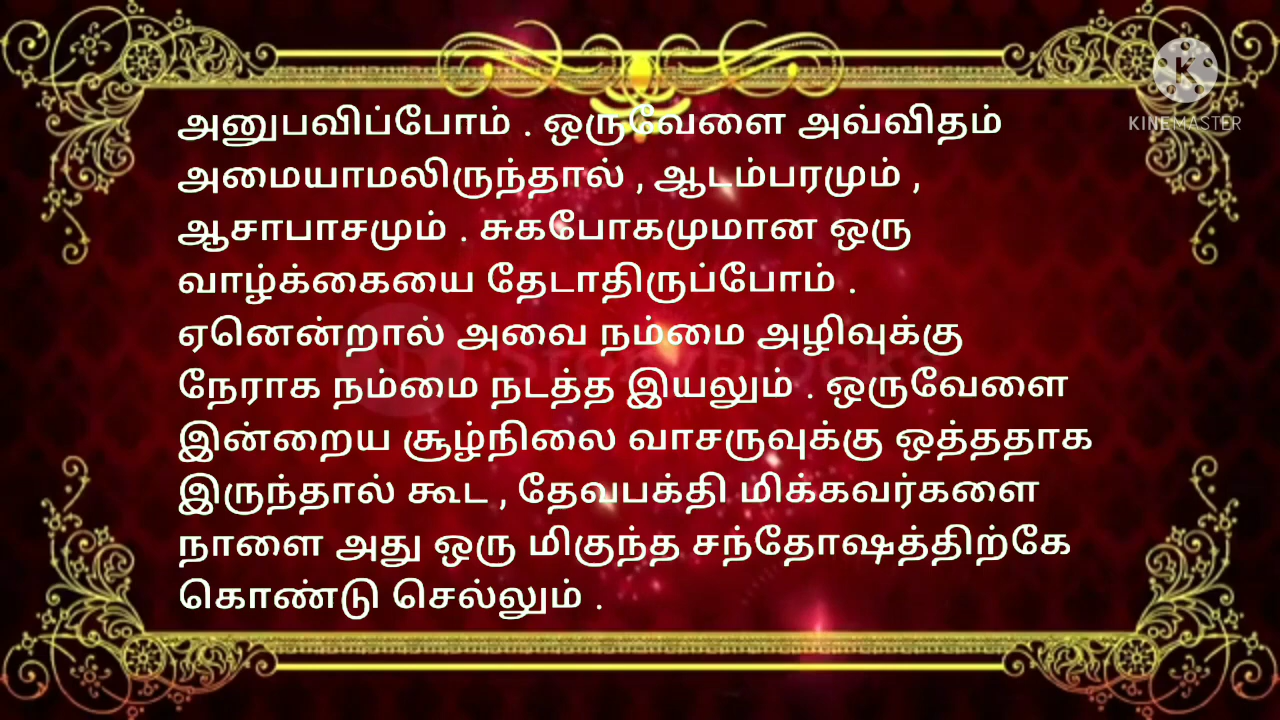 அனுபவிப்போம் . ஒருவேளை அவ்விதம்
அமையாமலிருந்தால் , ஆடம்பரமும் ,
ஆசாபாசமும் . சுகபோகமுமான ஒரு
வாழ்க்கையை தேடாதிருப்போம் .
ஏனென்றால் அவை நம்மை அழிவுக்கு
நேராக நம்மை நடத்த இயலும் . ஒருவேளை
இன்றைய சூழ்நிலை வாசருவுக்கு ஒத்ததாக
இருந்தால் கூட , தேவபக்தி மிக்கவர்களை
நாளை அது ஒரு மிகுந்த சந்தோஷத்திற்கே
கொண்டு செல்லும் .
K
KINEMASTER